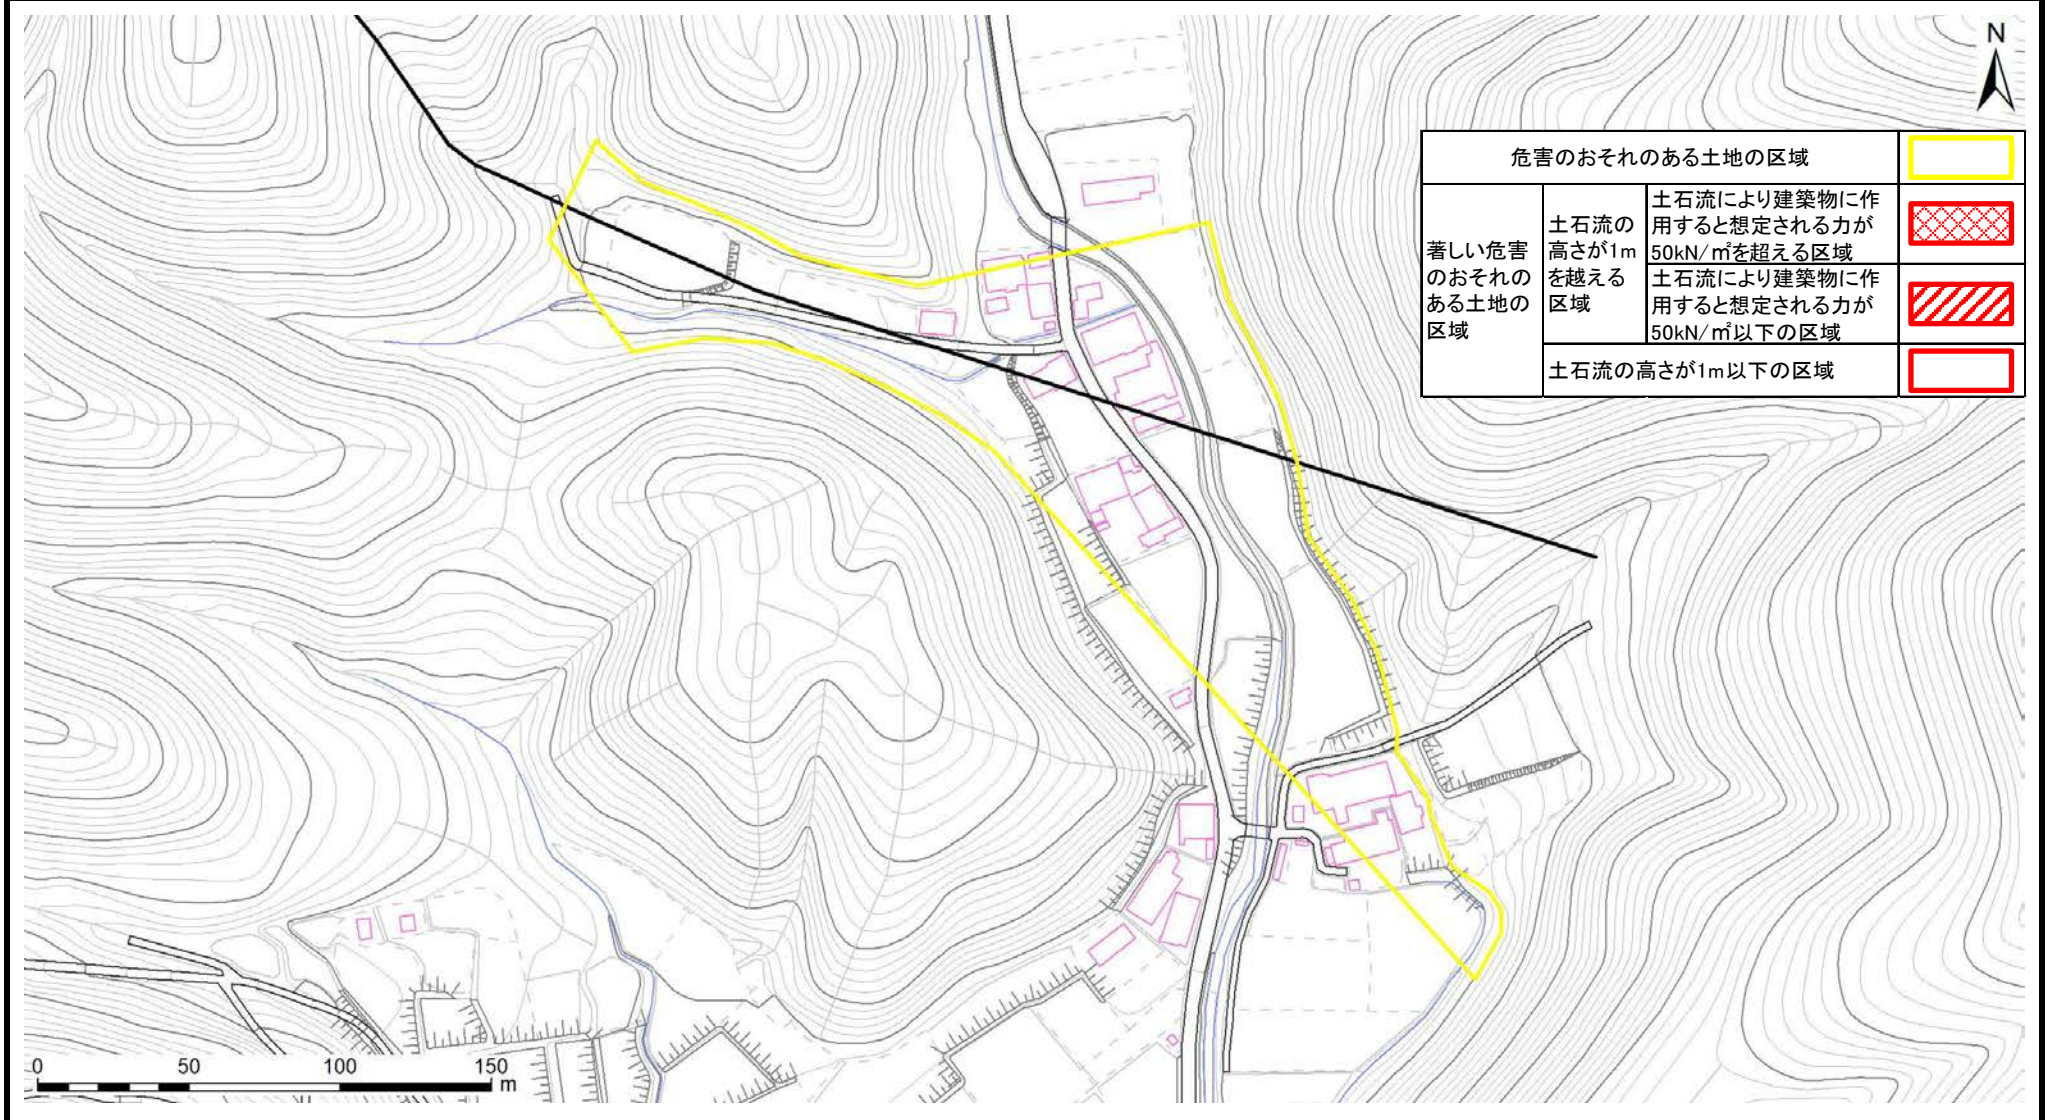 N
危害のおそれのある土地の区域
著しい危害
のおそれの
ある土地の
区域
土石流の
高さが1m
を越える
区域
土石流により建築物に作
用すると想定される力が
50kN/㎡を超える区域
土石流により建築物に作
用すると想定される力が
50kN/㎡以下の区域
土石流の高さが1m以下の区域
0 50 100 150
m